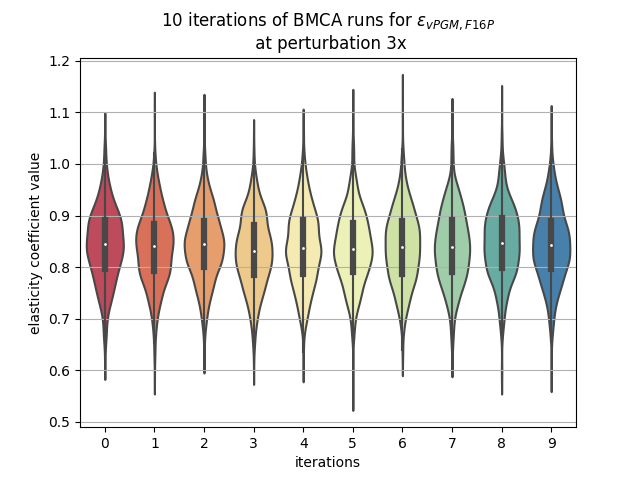 10 iterations of BMCA runs for ε_{vPGM, F16P}
at perturbation 3x
1.2
1.1
1.0
0.9
0.8
0.7
0.6
0.5
elasticity coefficient value
0 1 2 3 4 5 6 7 8 9
iterations